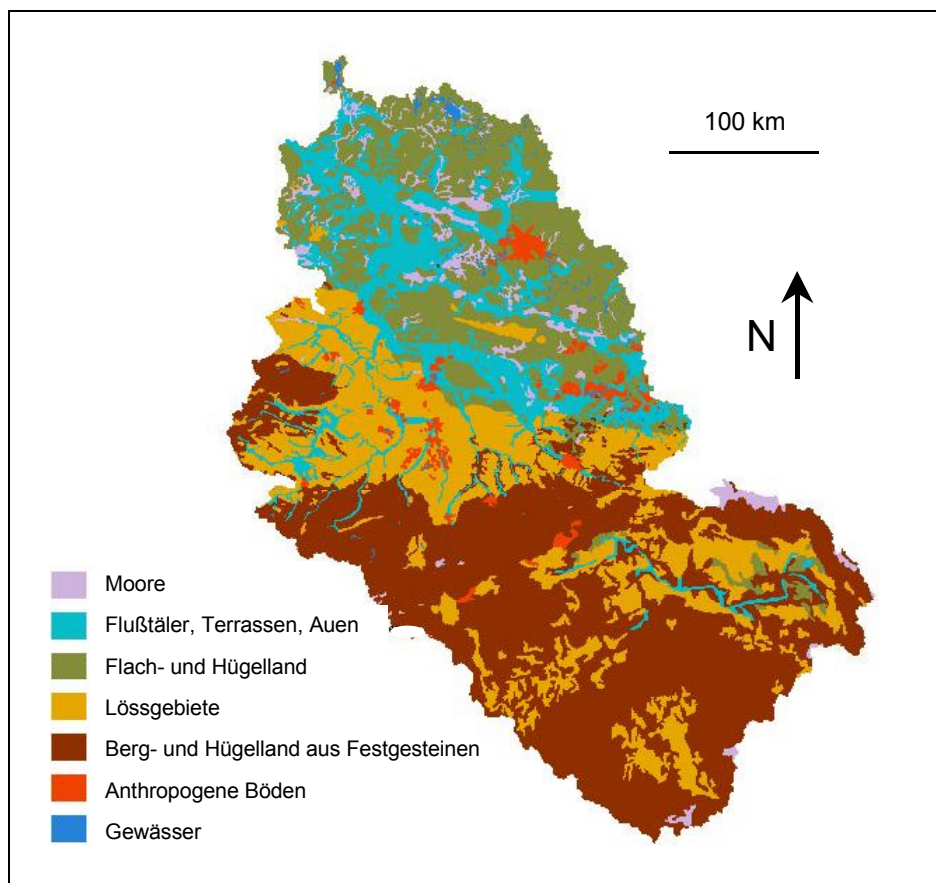 100 km
N
Moore
Flußtäler, Terrassen, Auen
Flach- und Hügelland
Lössgebiete
Berg- und Hügelland aus Festgesteinen
Anthropogene Böden
Gewässer